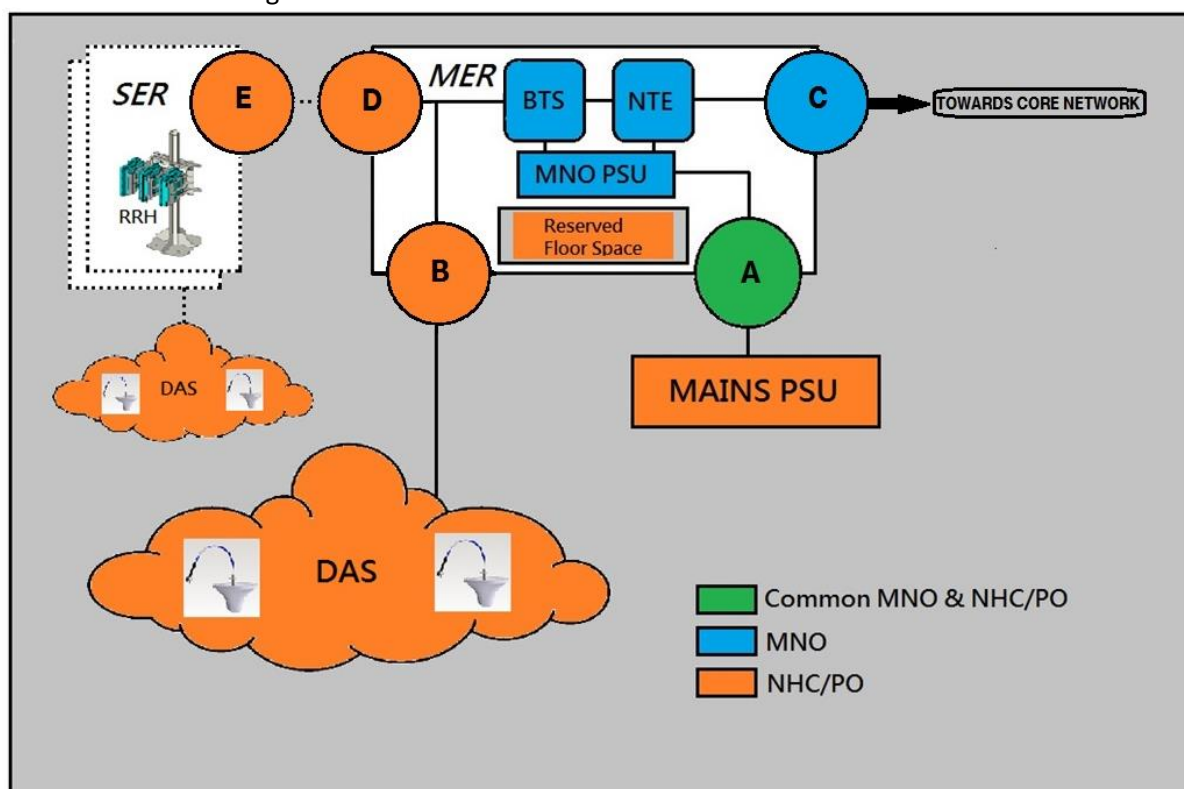 SER
E
D
MER
BTS
NTE
C
TOWARDS CORE NETWORK
RRH
MNO PSU
Reserved
Floor Space
B
A
DAS
MAINS PSU
DAS
Common MNO & NHC/PO
MNO
NHC/PO